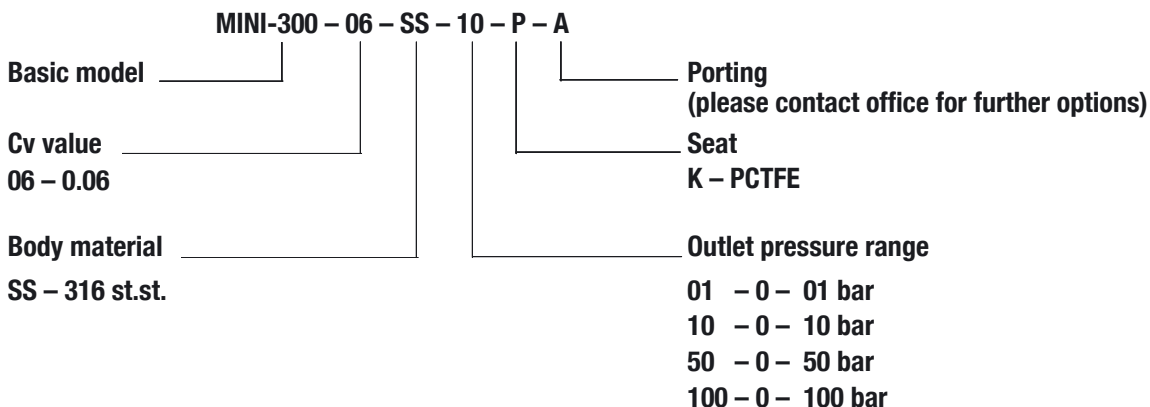 MINI-300 – 06 – SS – 10 – P – A
Basic model
Cv value
06 – 0.06
Body material
SS – 316 st.st.
Porting
(please contact office for further options)
Seat
K – PCTFE
Outlet pressure range
01 – 0 – 01 bar
10 – 0 – 10 bar
50 – 0 – 50 bar
100 – 0 – 100 bar